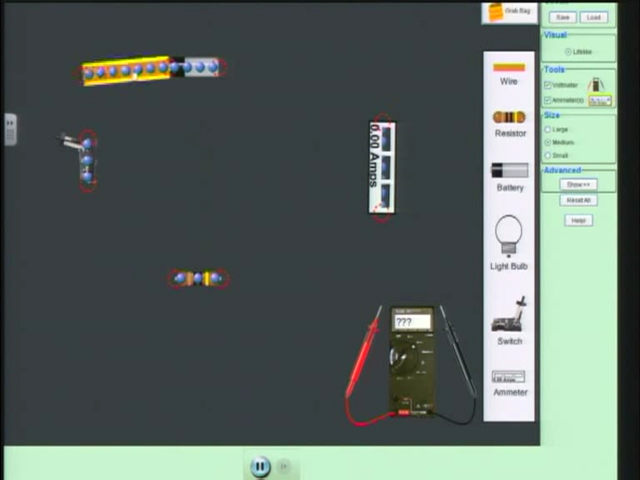 Grab Bag
Save Load
Visual
Lifelike
Tools
Voltmeter
Ammeter(s)
Size
Large
Medium
Small
Advanced
Show >>
Reset All
Help!
Wire
Resistor
Battery
Light Bulb
Switch
Ammeter
0.00 Amps
???